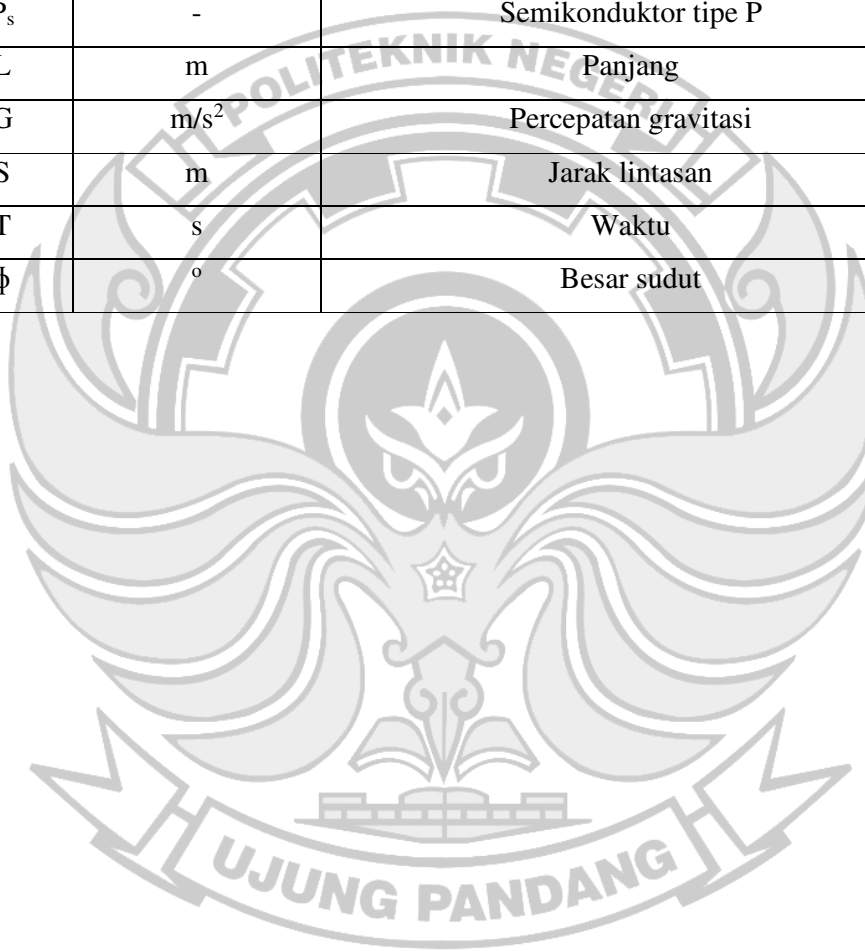 Pₛ - Semikonduktor tipe P
L m Panjang
G m/s² Percepatan gravitasi
S m Jarak lintasan
T s Waktu
ɸ º Besar sudut
POLITEKNIK NEGERI
UJUNG PANDANG